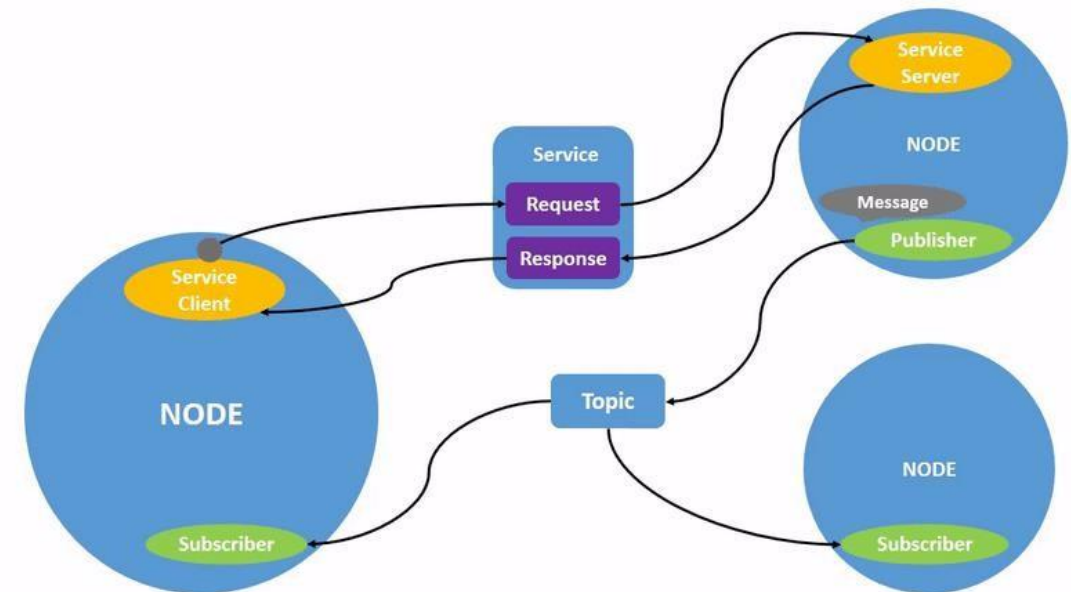 Service
Server
NODE
Message
Publisher
Service
Request
Response
Service
Client
NODE
Subscriber
Topic
NODE
Subscriber